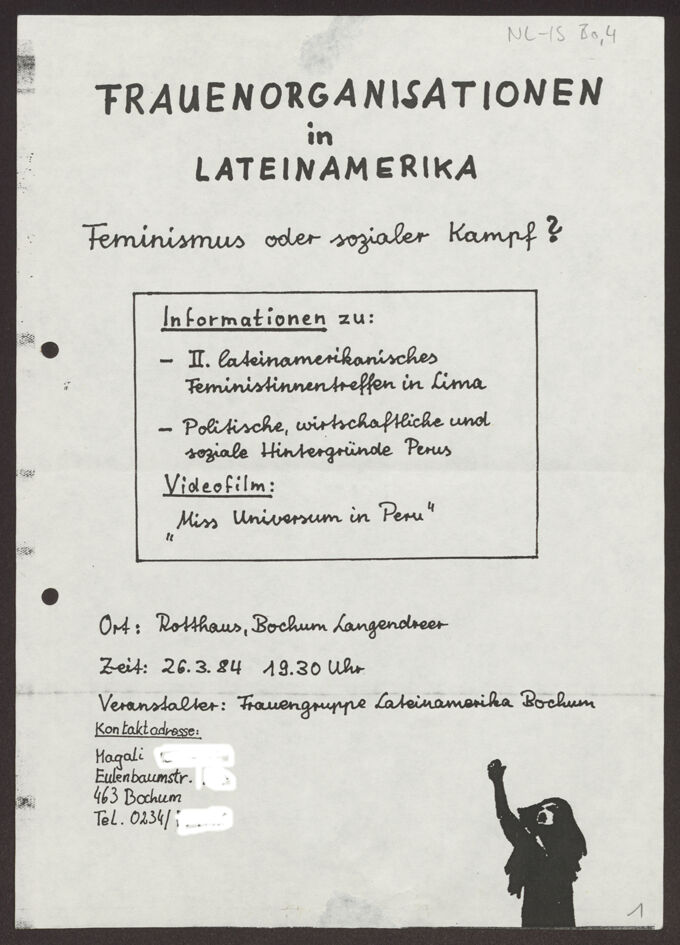 NL-IS Bo,4
FRAUENORGANISATIONEN
in
LATEINAMERIKA
Feminismus oder sozialer Kampf?
Informationen zu:
- II. lateinamerikanisches
Feministinnentreffen in Lima
- Politische, wirtschaftliche und
soziale Hintergründe Perus
Videofilm:
„Miss Universum in Peru"
Ort: Rotthaus, Bochum Langendreer
Zeit: 26.3.84 19.30 Uhr
Veranstalter: Frauengruppe Lateinamerika Bochum
Kontaktadresse:
Magali
Eulenbaumstr.
463 Bochum
Tel. 0234/
1